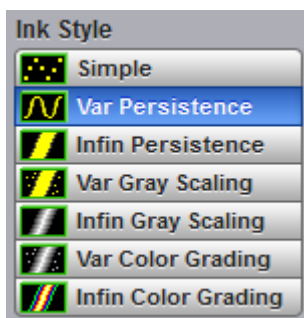 Ink Style
Simple
Var Persistence
Infin Persistence
Var Gray Scaling
Infin Gray Scaling
Var Color Grading
Infin Color Grading